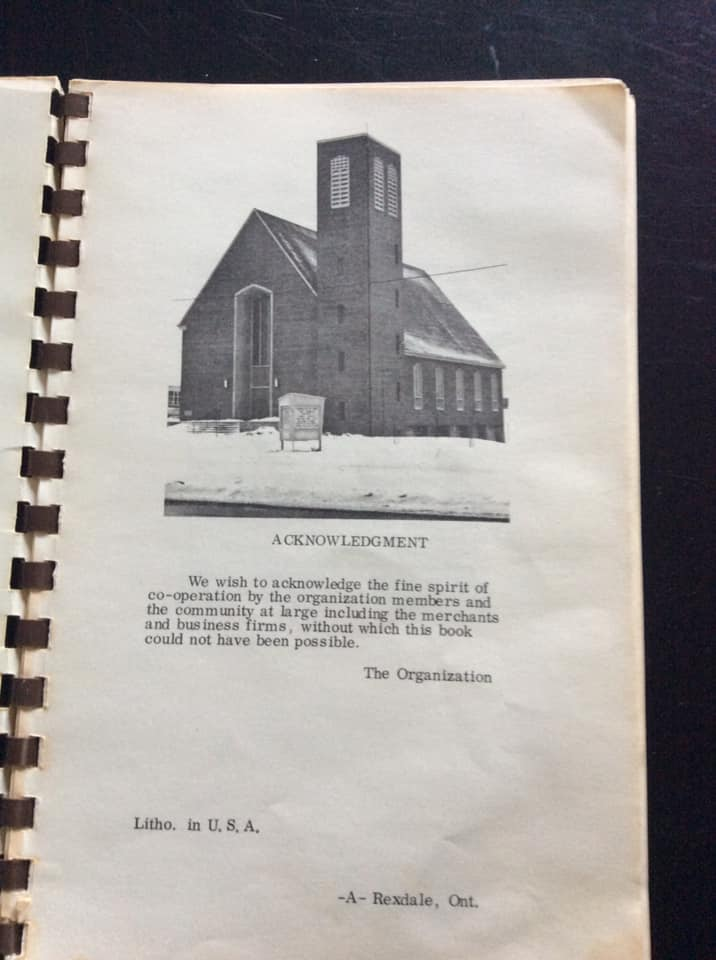 ACKNOWLEDGMENT
We wish to acknowledge the fine spirit of
co-operation by the organization members and
the community at large including the merchants
and business firms, without which this book
could not have been possible.
The Organization
Litho. in U. S. A.
-A- Rexdale, Ont.